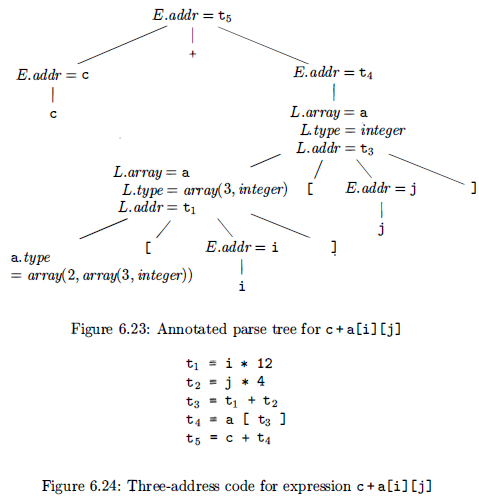 E.addr = t₅
+
E.addr = c
E.addr = t₄
c
L.array = a
L.type = integer
L.addr = t₃
L.array = a
L.type = array(3, integer)
L.addr = t₁
[
E.addr = j
]
j
a.type
= array(2, array(3, integer))
[
E.addr = i
]
i
Figure 6.23: Annotated parse tree for c+a[i][j]
t₁ = i * 12
t₂ = j * 4
t₃ = t₁ + t₂
t₄ = a [ t₃ ]
t₅ = c + t₄
Figure 6.24: Three-address code for expression c+a[i][j]